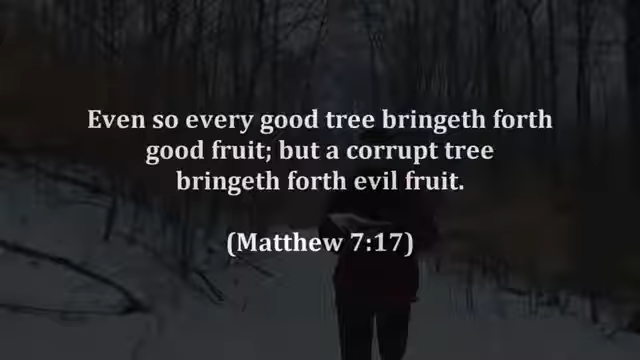 Even so every good tree bringeth forth
good fruit; but a corrupt tree
bringeth forth evil fruit.
(Matthew 7:17)